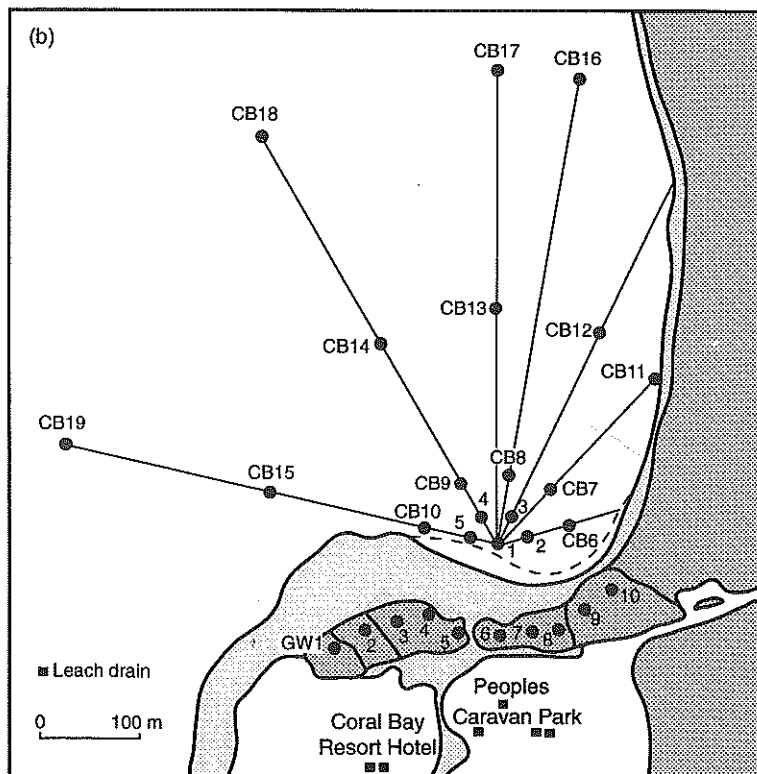 (b)
CB17
CB16
CB18
CB13
CB12
CB14
CB11
CB19
CB8
CB15
CB9
CB7
4
3
CB10
5
CB6
1
2
10
9
4
3
2
5
6
7
8
GW1
Leach drain
Peoples
0
100 m
Coral Bay
Caravan Park
Resort Hotel